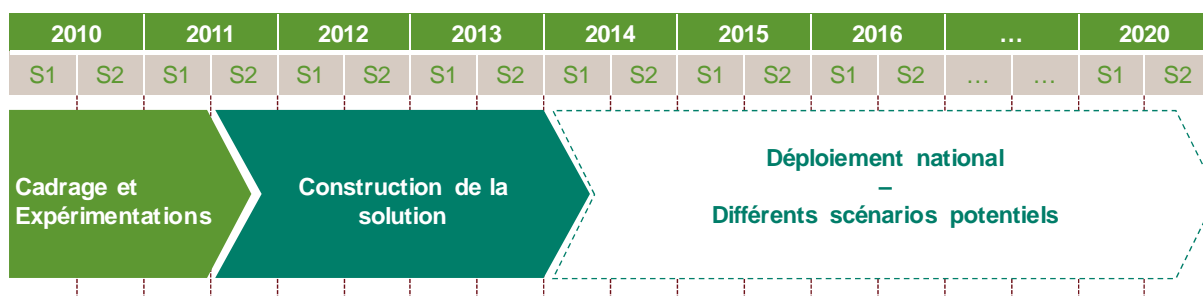 2010 2011 2012 2013 2014 2015 2016 … 2020
S1 S2 S1 S2 S1 S2 S1 S2 S1 S2 S1 S2 S1 S2 … … S1 S2
Cadrage et
Expérimentations
Construction de la
solution
Déploiement national
–
Différents scénarios potentiels